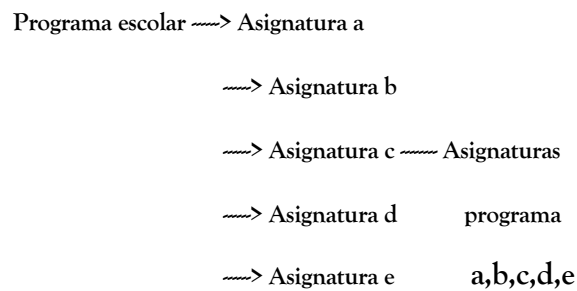 Programa escolar ----> Asignatura a
----> Asignatura b
----> Asignatura c ----- Asignaturas
----> Asignatura d programa
----> Asignatura e a,b,c,d,e